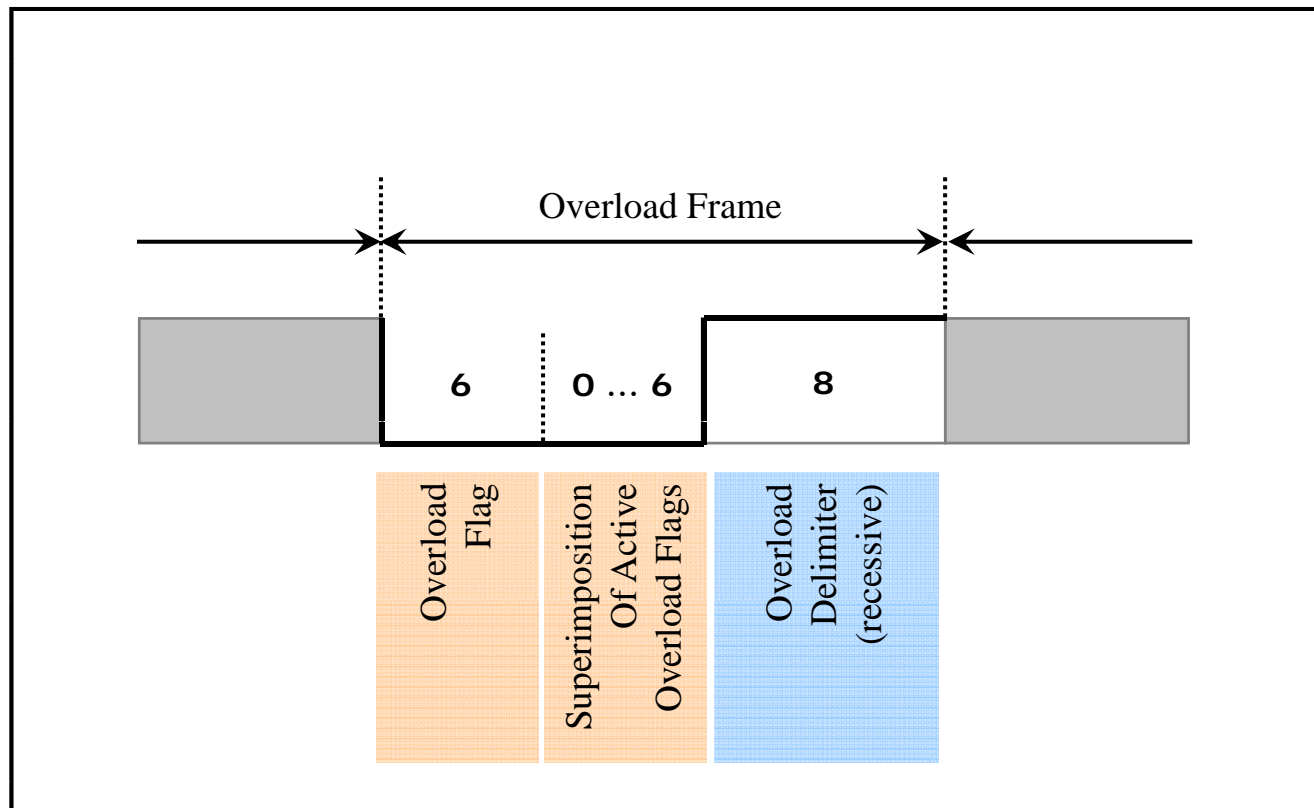 Overload Frame
6
0 ... 6
8
Overload
Flag
Superimposition
Of Active
Overload Flags
Overload
Delimiter
(recessive)